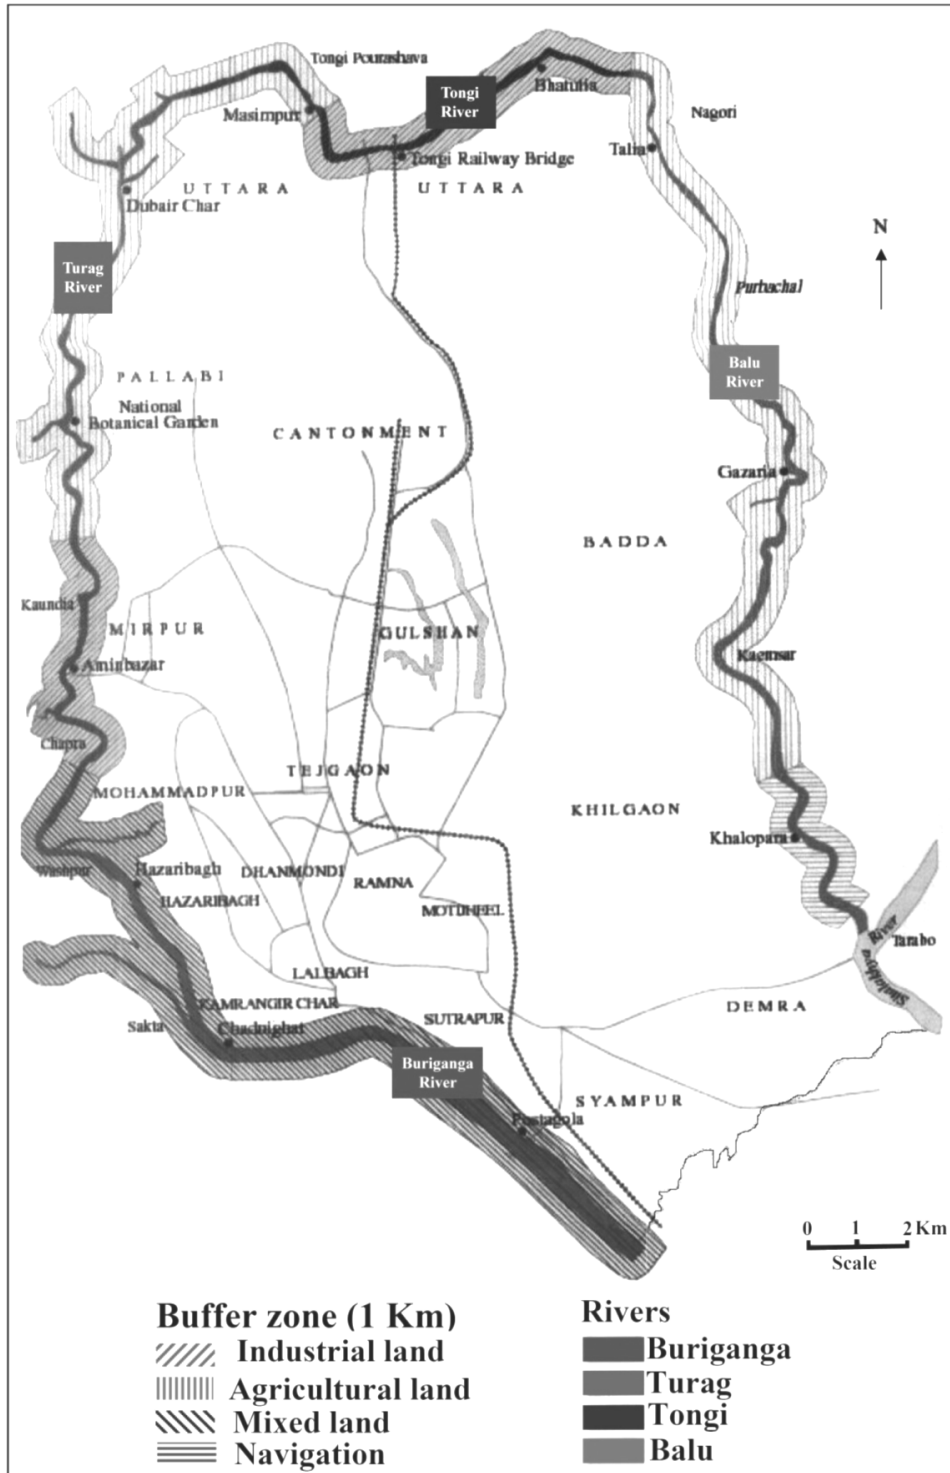 Tongi Pourashava
Tongi
River
Bhatulia
Masimpur
Nagori
Talia
Tongi Railway Bridge
UTTARA
UTTARA
Dubair Char
N
Turag
River
Purbachal
Balu
River
PALLABI
National
Botanical Garden
CANTONMENT
Gazaria
BADDA
Kaundia
MIRPUR
GULSHAN
Aminbazar
Kaemsar
Chapra
TEJGAON
MOHAMMADPUR
KHILGAON
Khalopara
Washpur
Hazaribagh
DHANMONDI
RAMNA
HAZARIBAGH
MOTIJHEEL
River
Tarabo
LALBAGH
KAMRANGIR CHAR
DEMRA
SUTRAPUR
Sakta
Chadnighat
Buriganga
River
SYAMPUR
Postagola
0 1 2 Km
Scale
Buffer zone (1 Km)
Industrial land
Agricultural land
Mixed land
Navigation
Rivers
Buriganga
Turag
Tongi
Balu